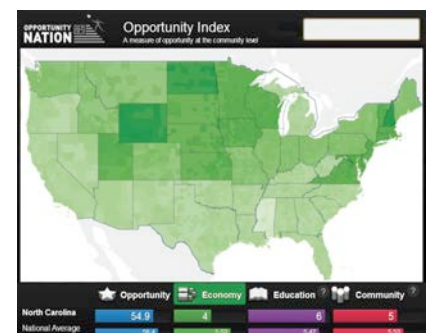 OPPORTUNITY
NATION
Opportunity Index
A measure of opportunity at the community level
Opportunity
Economy
Education ?
Community ?
North Carolina 54.9 4 6 5
National Average